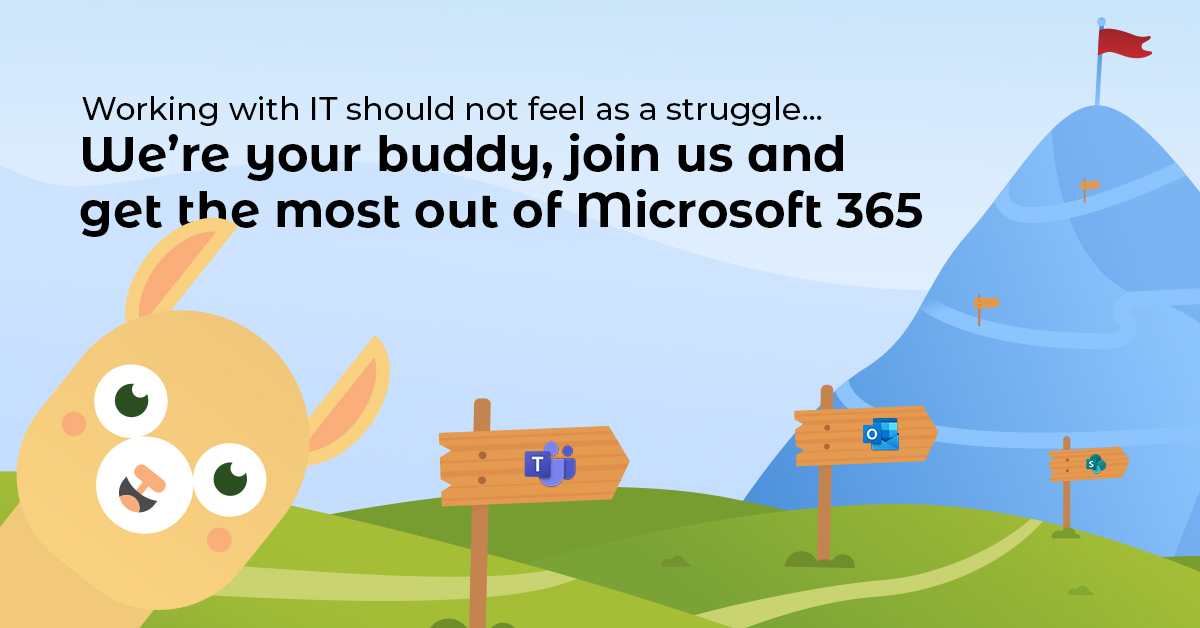 Working with IT should not feel as a struggle...
We're your buddy, join us and
get the most out of Microsoft 365
T
O
S